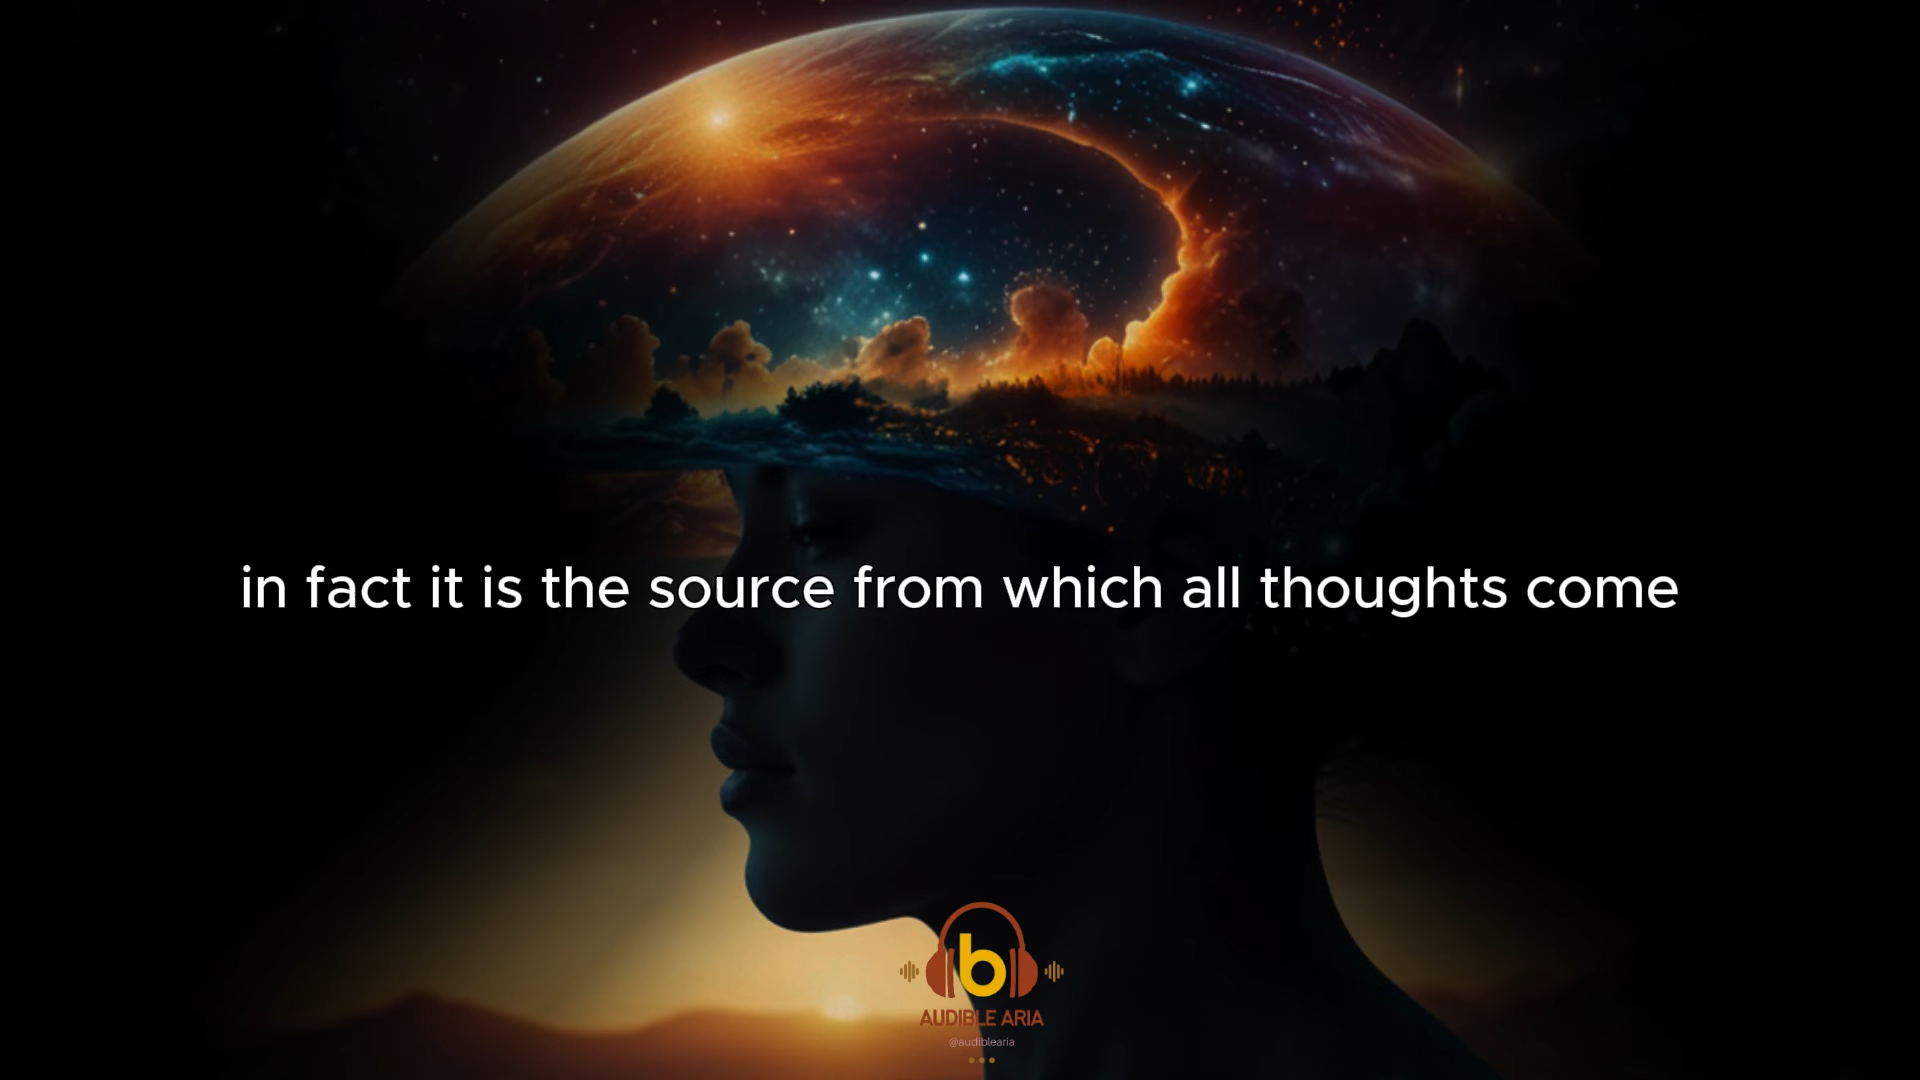 in fact it is the source from which all thoughts come
b
AUDIBLE ARIA
@audiblearia